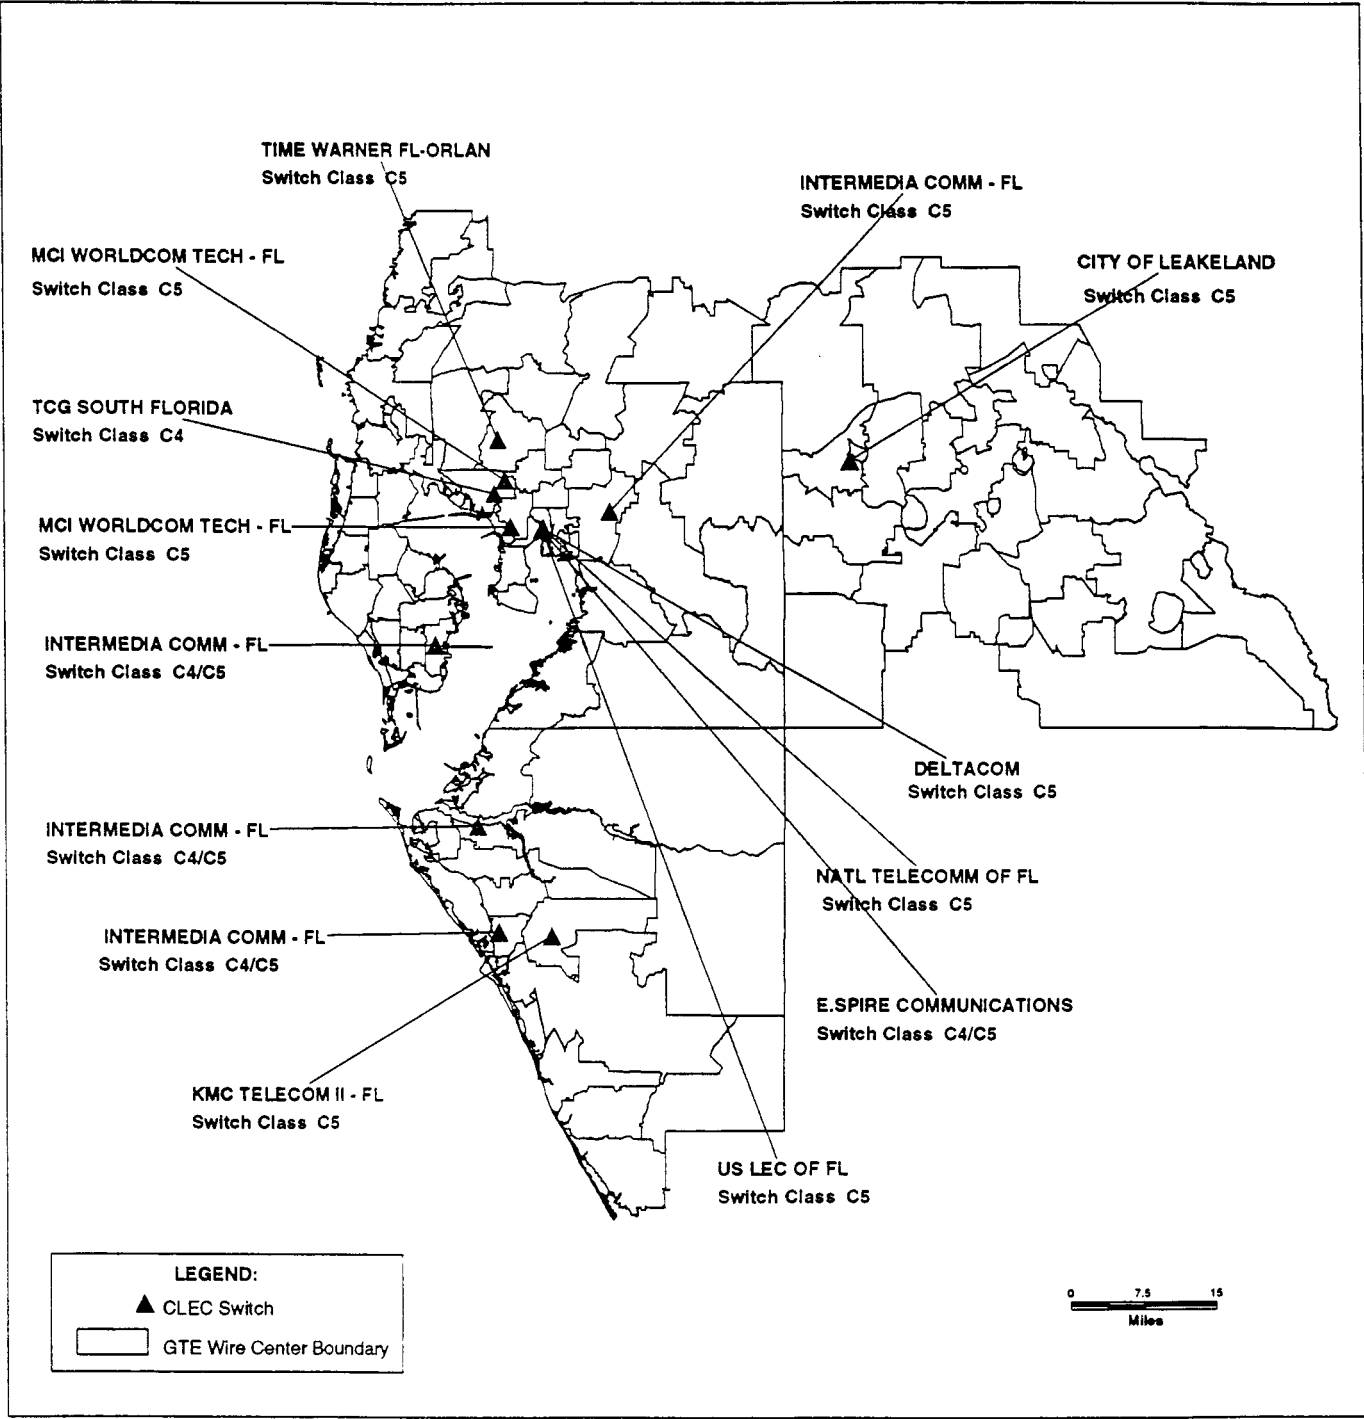 TIME WARNER FL-ORLAN
Switch Class C5
INTERMEDIA COMM - FL
Switch Class C5
MCI WORLDCOM TECH - FL
Switch Class C5
CITY OF LEAKELAND
Switch Class C5
TCG SOUTH FLORIDA
Switch Class C4
MCI WORLDCOM TECH - FL
Switch Class C5
INTERMEDIA COMM - FL
Switch Class C4/C5
DELTACOM
Switch Class C5
INTERMEDIA COMM - FL
Switch Class C4/C5
NATL TELECOMM OF FL
Switch Class C5
INTERMEDIA COMM - FL
Switch Class C4/C5
E.SPIRE COMMUNICATIONS
Switch Class C4/C5
KMC TELECOM II - FL
Switch Class C5
US LEC OF FL
Switch Class C5
LEGEND:
CLEC Switch
GTE Wire Center Boundary
0 7.5 15
Miles